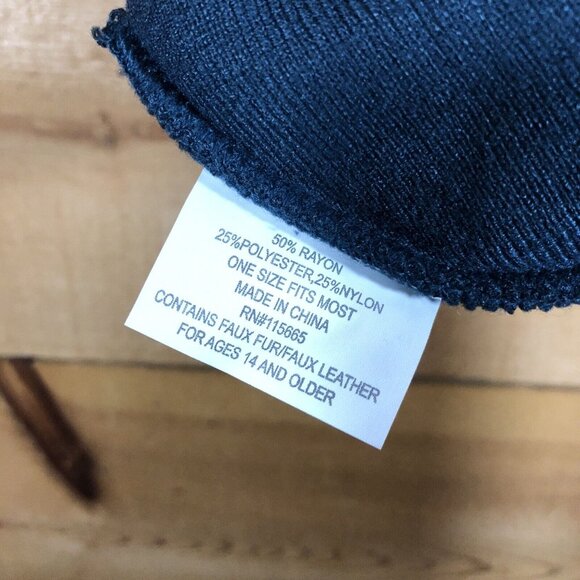 50% RAYON
25%POLYESTER,25%NYLON
ONE SIZE FITS MOST
MADE IN CHINA
RN#115665
CONTAINS FAUX FUR/FAUX LEATHER
FOR AGES 14 AND OLDER